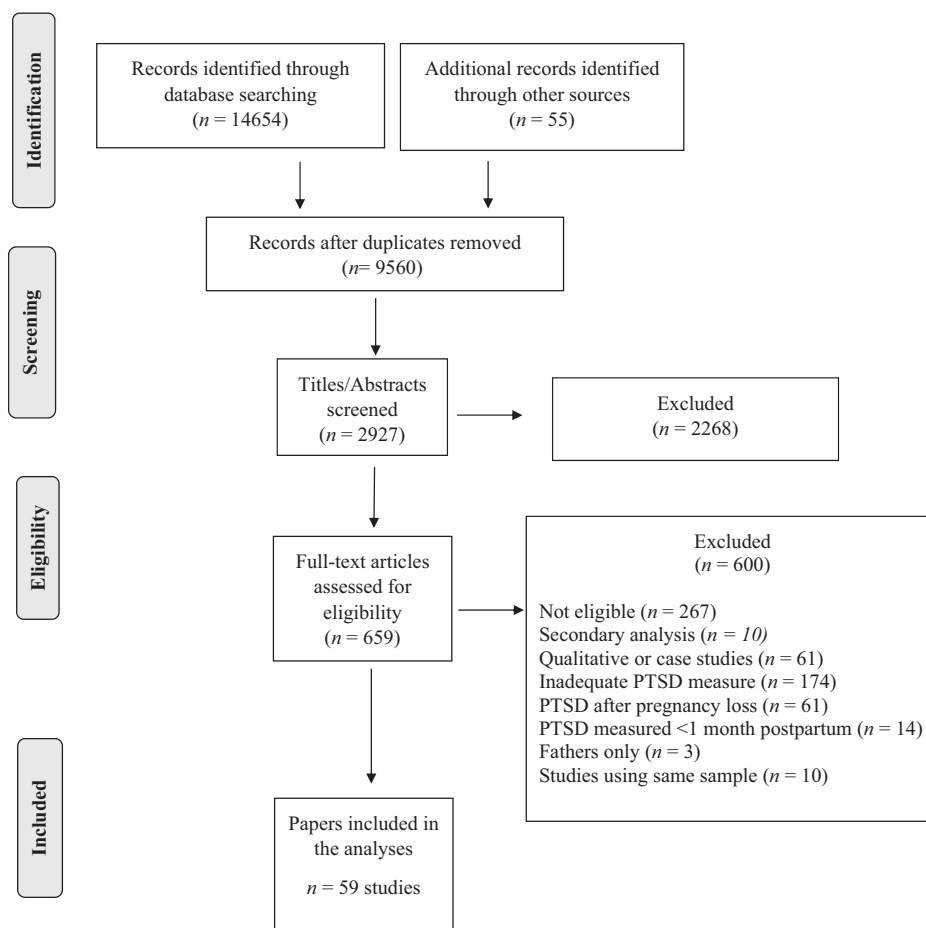 Identification
Records identified through
database searching
(n = 14654)
Additional records identified
through other sources
(n = 55)
Records after duplicates removed
(n= 9560)
Screening
Titles/Abstracts
screened
(n = 2927)
Excluded
(n = 2268)
Eligibility
Full-text articles
assessed for
eligibility
(n = 659)
Excluded
(n = 600)
Not eligible (n = 267)
Secondary analysis (n = 10)
Qualitative or case studies (n = 61)
Inadequate PTSD measure (n = 174)
PTSD after pregnancy loss (n = 61)
PTSD measured <1 month postpartum (n = 14)
Fathers only (n = 3)
Studies using same sample (n = 10)
Included
Papers included in
the analyses
n = 59 studies